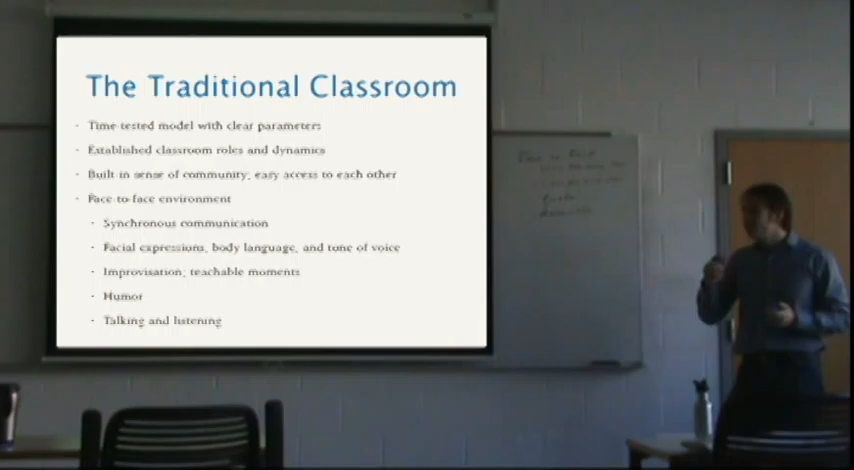 The Traditional Classroom
· Time tested model with clear parameters
· Established classroom roles and dynamics
· Built in sense of community; easy access to each other
· Face to face environment
· Synchronous communication
· Facial expressions, body language, and tone of voice
· Improvisation; teachable moments
· Humor
· Talking and listening